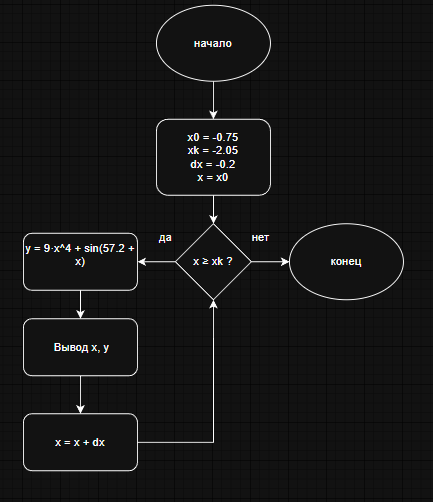 начало
x0 = -0.75
xk = -2.05
dx = -0.2
x = x0
да
нет
y = 9·x^4 + sin(57.2 +
x)
x ≥ xk ?
конец
Вывод x, y
x = x + dx